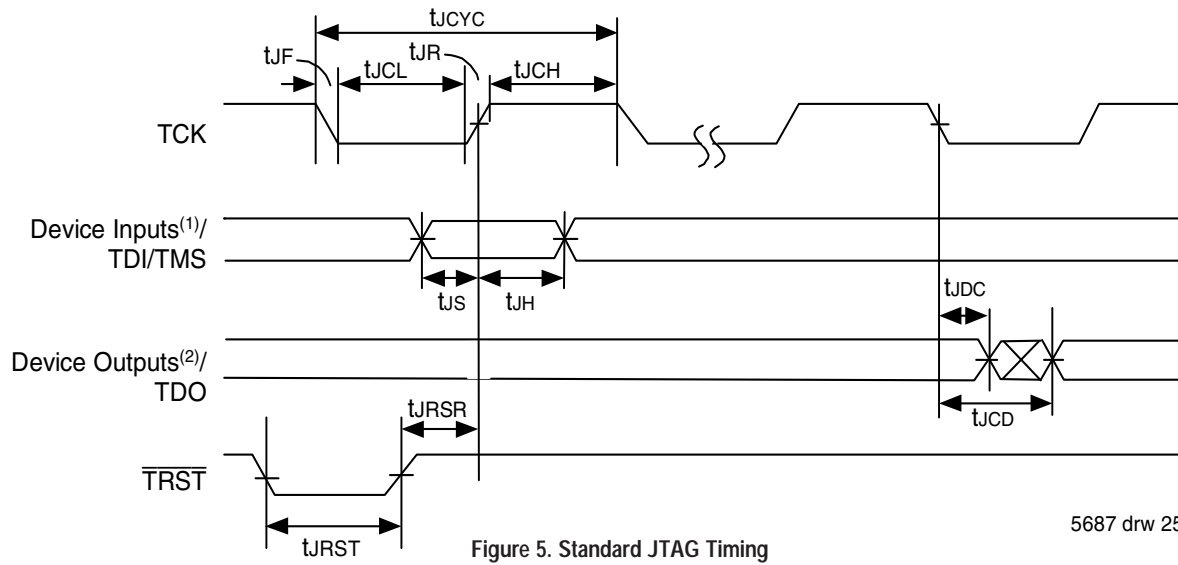 tJCYC
tJF
tJR
tJCL
tJCH
TCK
Device Inputs(1)/
TDI/TMS
tJS
tJH
tJDC
Device Outputs(2)/
TDO
tJRSR
tJCD
TRST
tJRST
5687 drw 25
Figure 5. Standard JTAG Timing